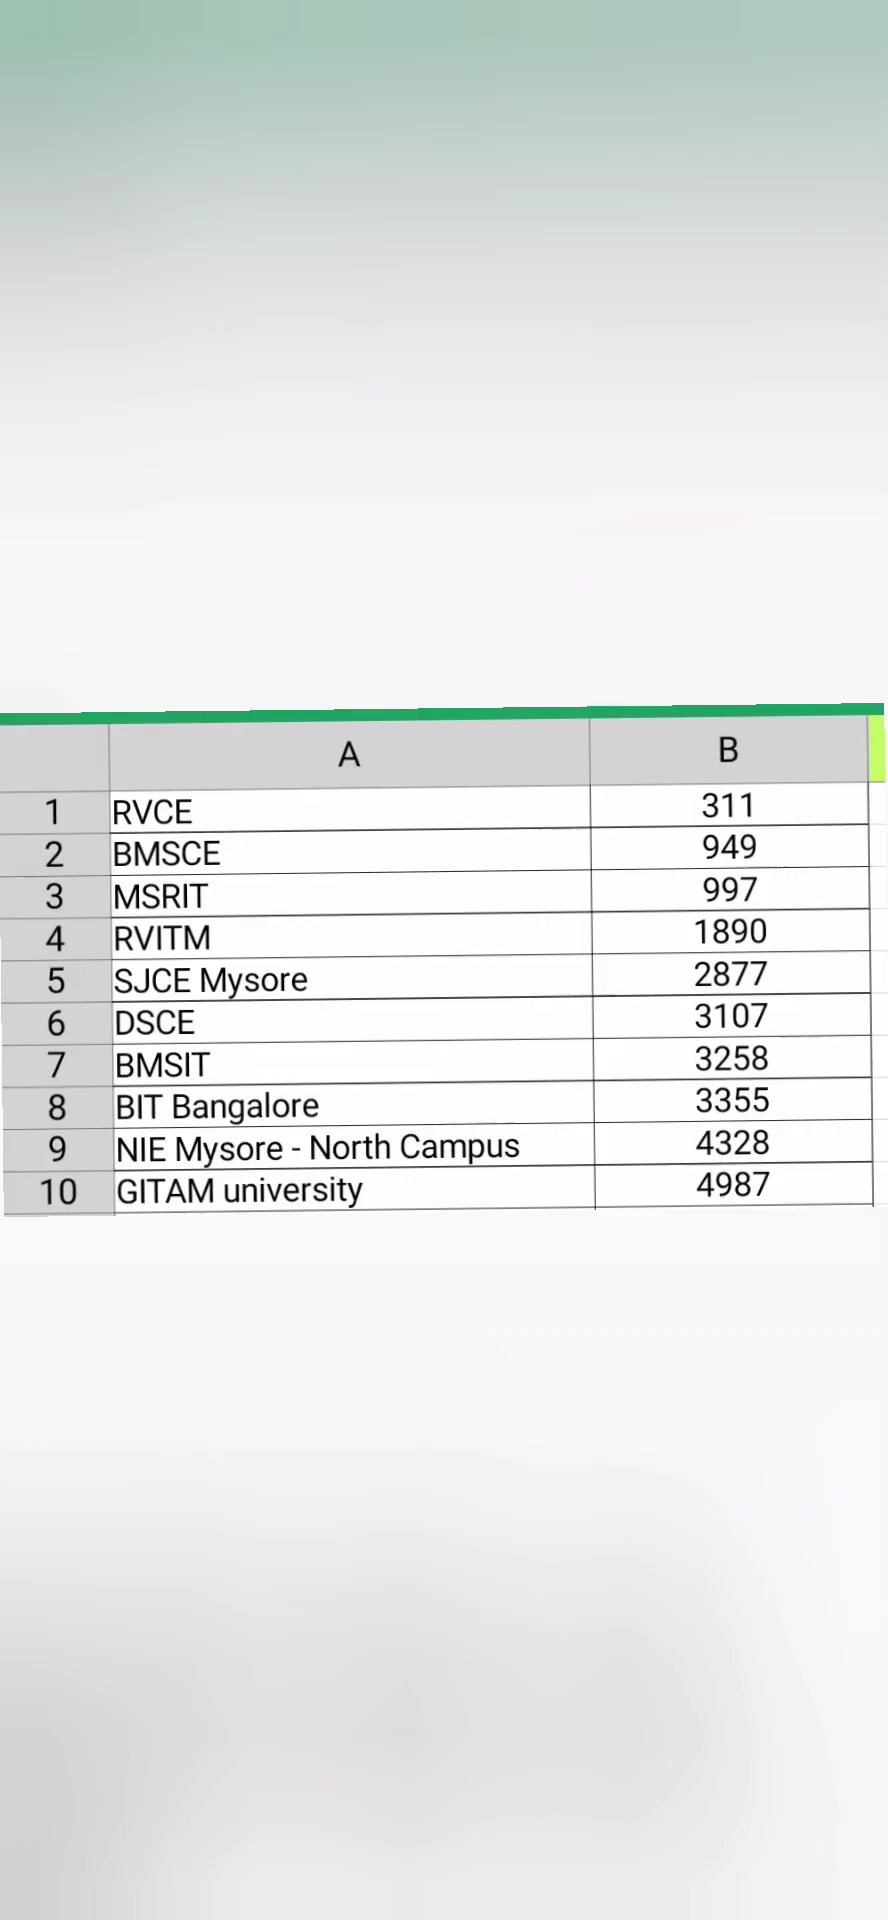 A B
1 RVCE 311
2 BMSCE 949
3 MSRIT 997
4 RVITM 1890
5 SJCE Mysore 2877
6 DSCE 3107
7 BMSIT 3258
8 BIT Bangalore 3355
9 NIE Mysore - North Campus 4328
10 GITAM university 4987